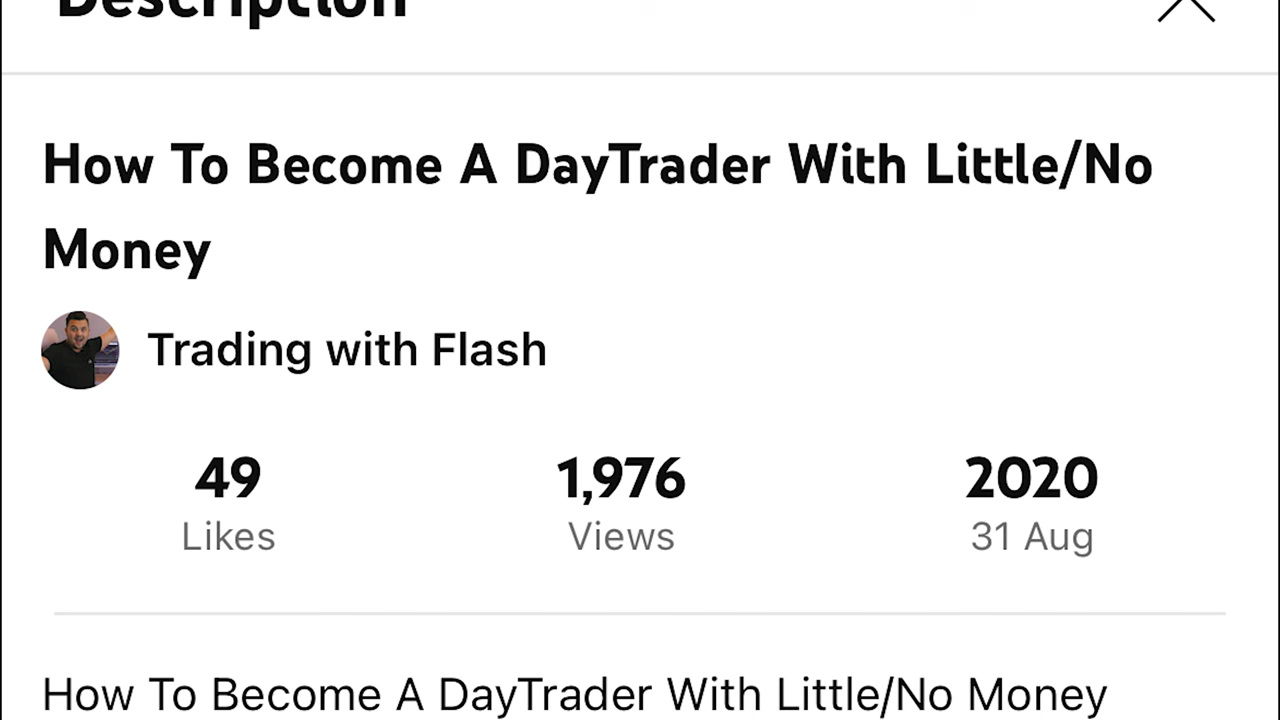 Description
How To Become A DayTrader With Little/No
Money
Trading with Flash
49 1,976 2020
Likes Views 31 Aug
How To Become A DayTrader With Little/No Money